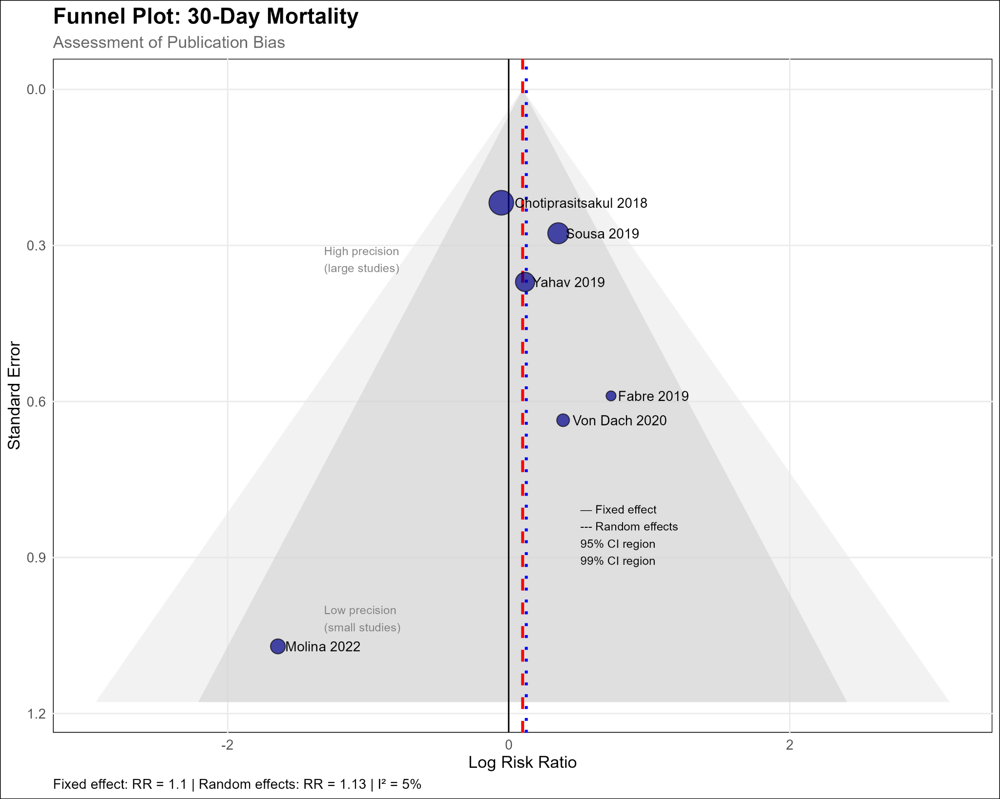 Funnel Plot: 30-Day Mortality
Assessment of Publication Bias
0.0
Chotiprasitsakul 2018
Sousa 2019
0.3
High precision
(large studies)
Yahav 2019
Standard Error
0.6
Fabre 2019
Von Dach 2020
— Fixed effect
--- Random effects
95% CI region
99% CI region
0.9
Low precision
(small studies)
Molina 2022
1.2
-2 0 2
Log Risk Ratio
Fixed effect: RR = 1.1 | Random effects: RR = 1.13 | I² = 5%